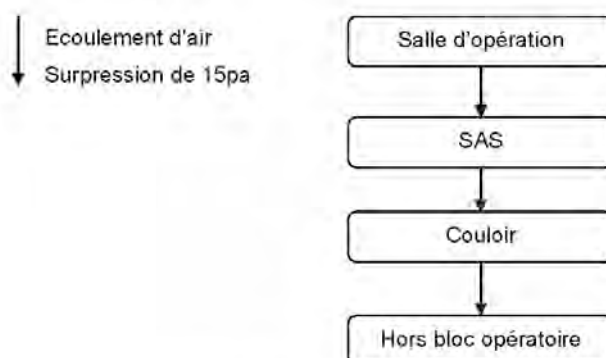 Ecoulement d'air
Surpression de 15pa
Salle d'opération
SAS
Couloir
Hors bloc opératoire